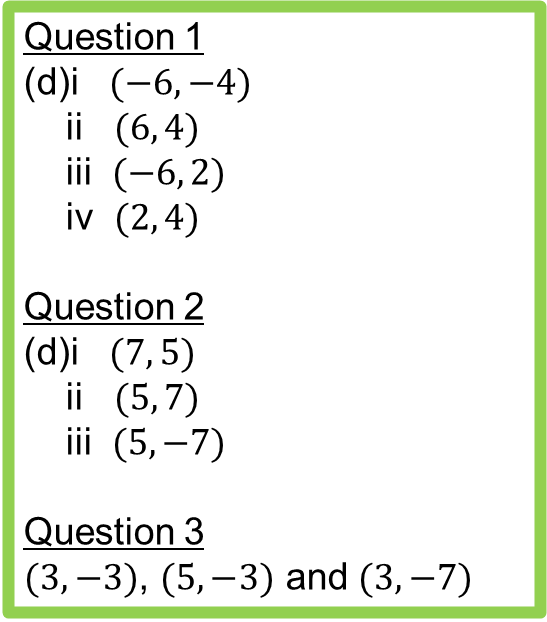 Question 1
(d)i (−6, −4)
ii (6, 4)
iii (−6, 2)
iv (2, 4)
Question 2
(d)i (7, 5)
ii (5, 7)
iii (5, −7)
Question 3
(3, −3), (5, −3) and (3, −7)